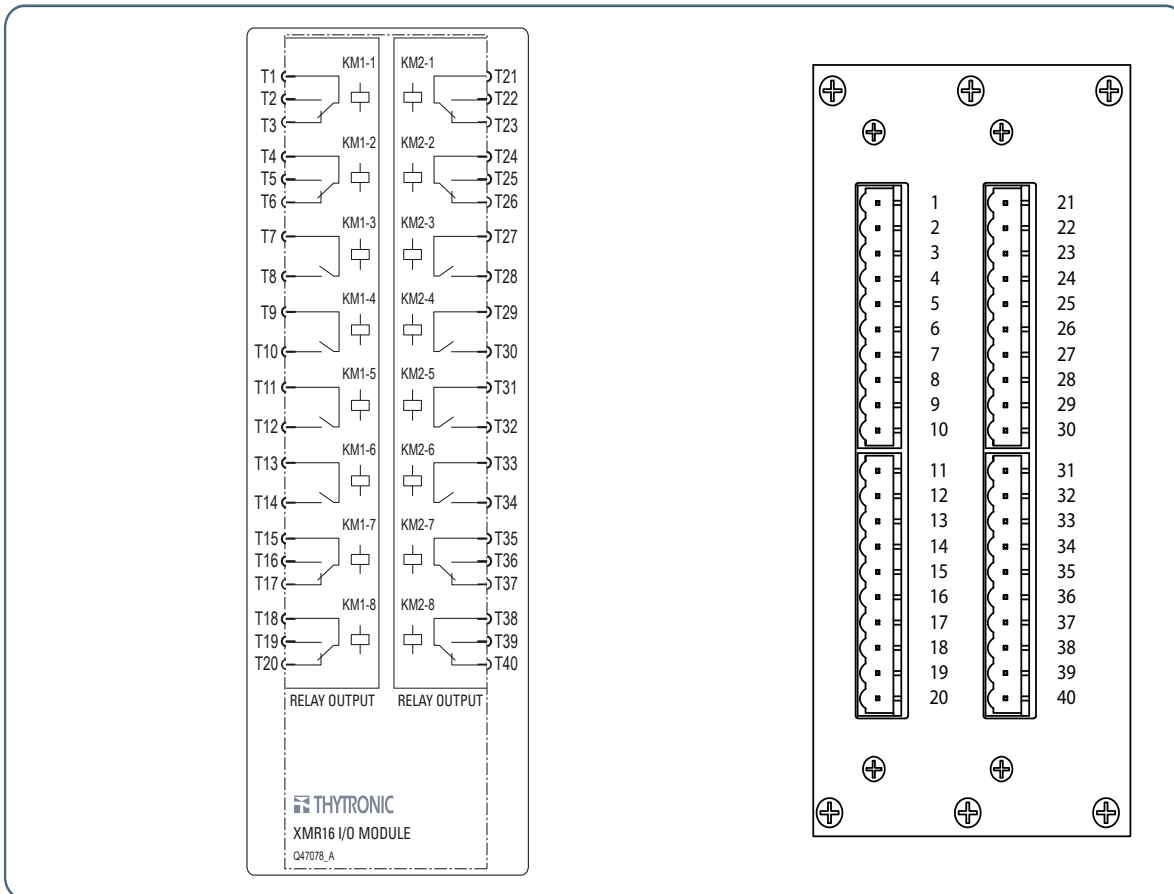 KM1-1 KM2-1
T1 T21
T2 T22
T3 T23
KM1-2 KM2-2
T4 T24
T5 T25
T6 T26
KM1-3 KM2-3
T7 T27
T8 T28
KM1-4 KM2-4
T9 T29
T10 T30
KM1-5 KM2-5
T11 T31
T12 T32
KM1-6 KM2-6
T13 T33
T14 T34
KM1-7 KM2-7
T15 T35
T16 T36
T17 T37
KM1-8 KM2-8
T18 T38
T19 T39
T20 T40
RELAY OUTPUT RELAY OUTPUT
THYTRONIC
XMR16 I/O MODULE
Q47078_A
1 21
2 22
3 23
4 24
5 25
6 26
7 27
8 28
9 29
10 30
11 31
12 32
13 33
14 34
15 35
16 36
17 37
18 38
19 39
20 40